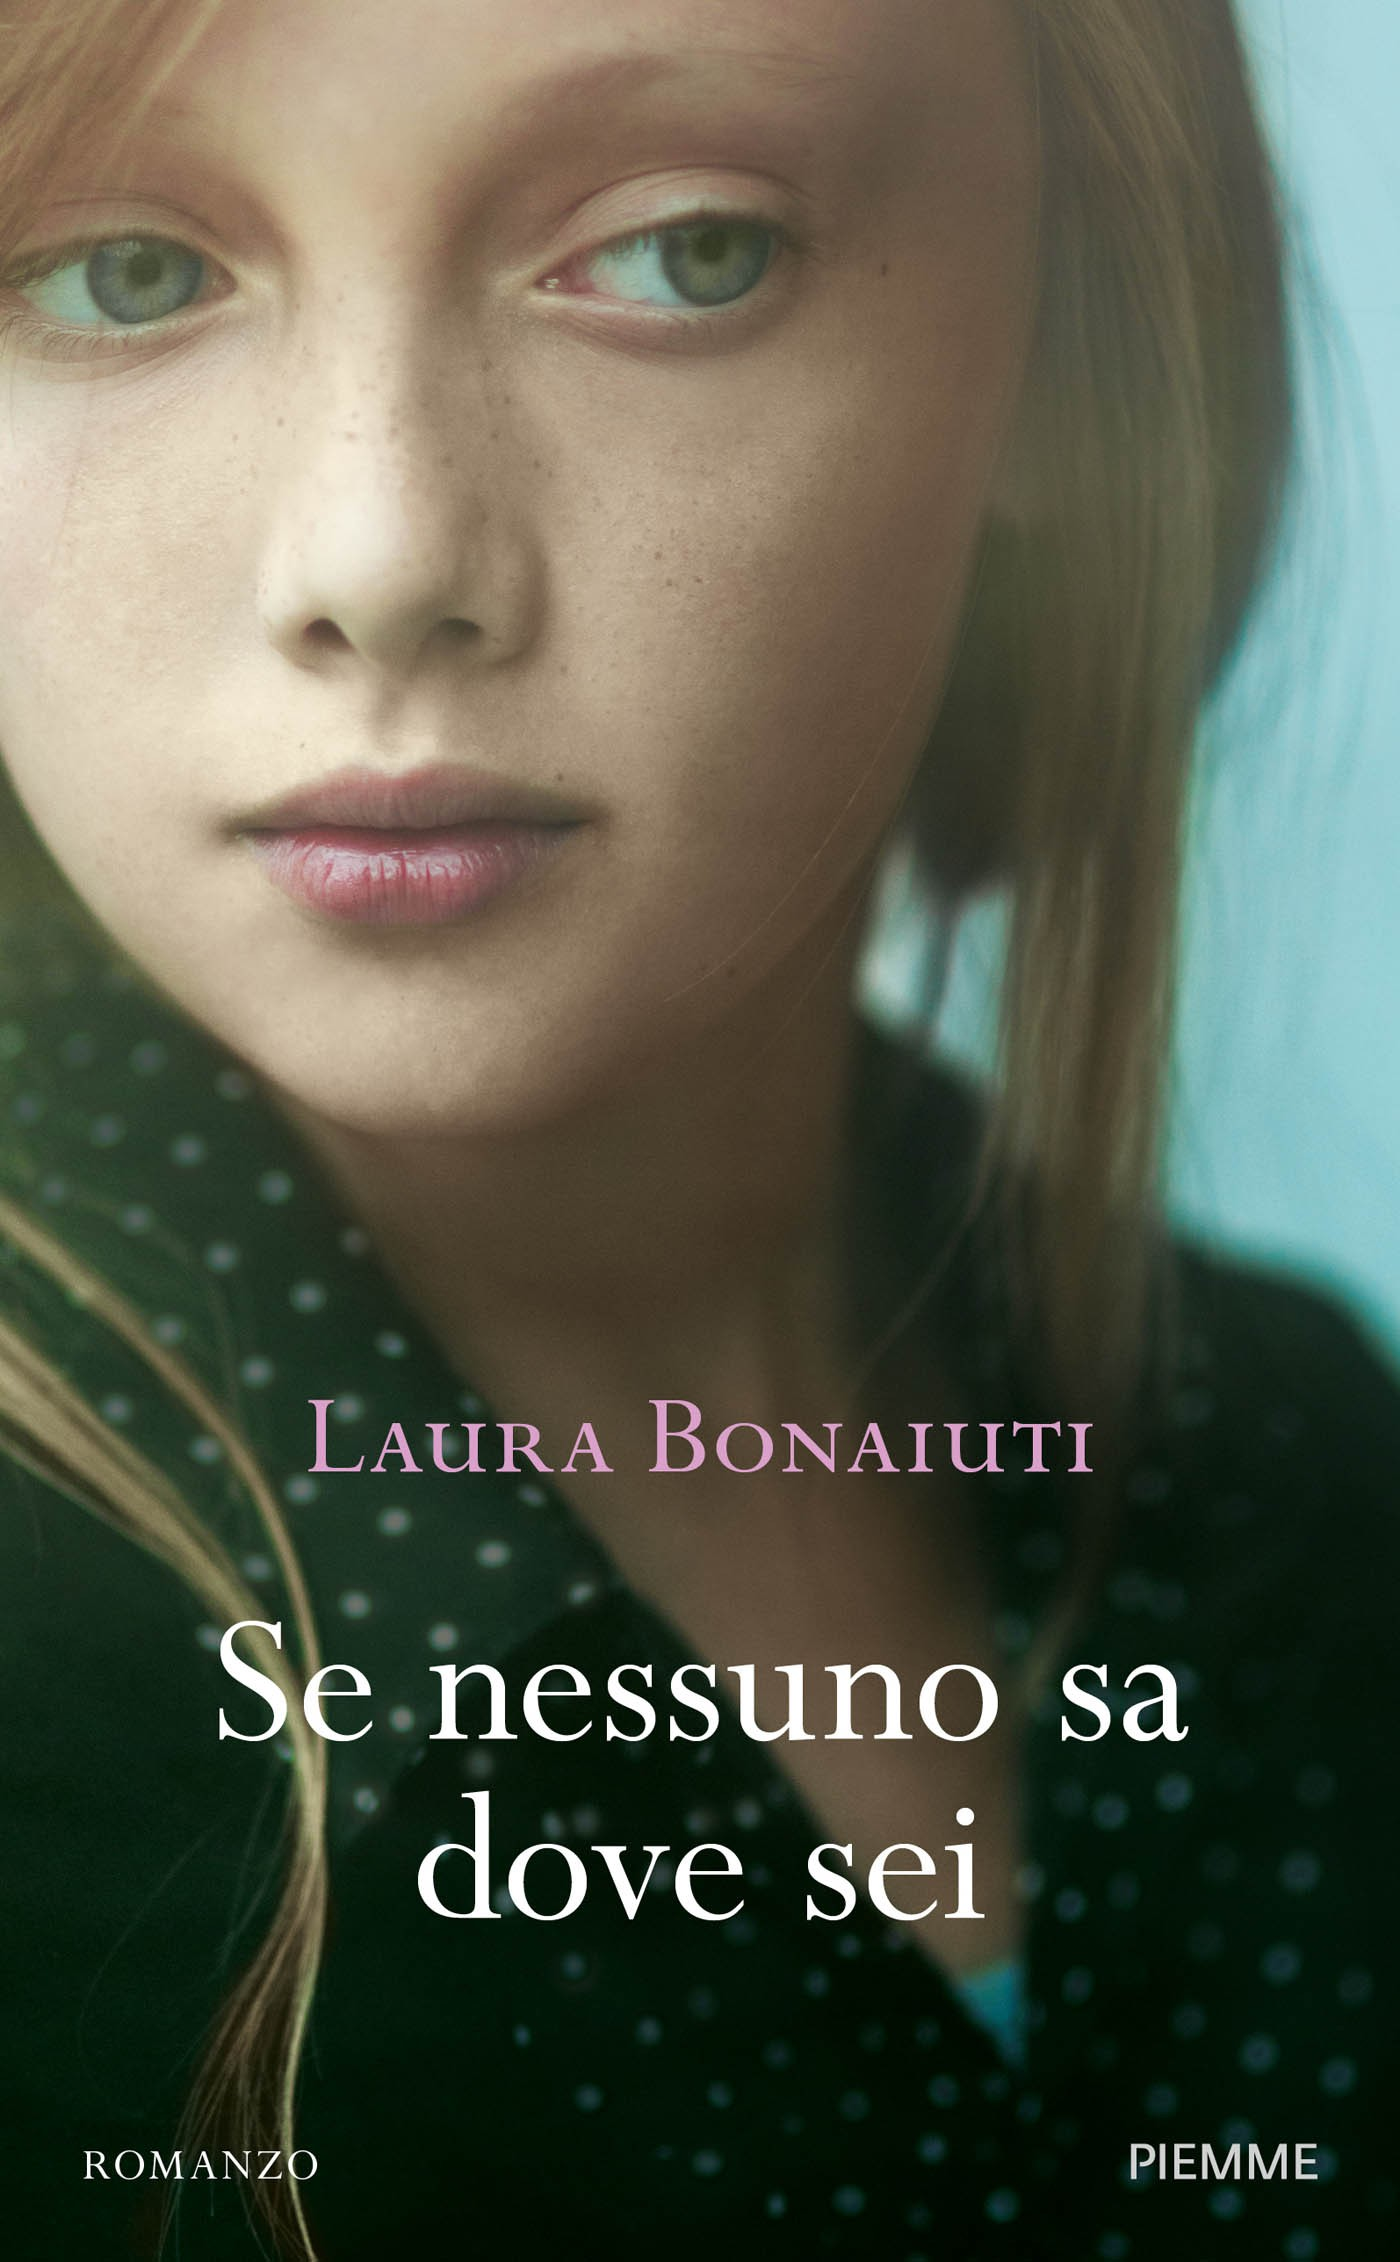 LAURA BONAIUTI
Se nessuno sa
dove sei
ROMANZO
PIEMME